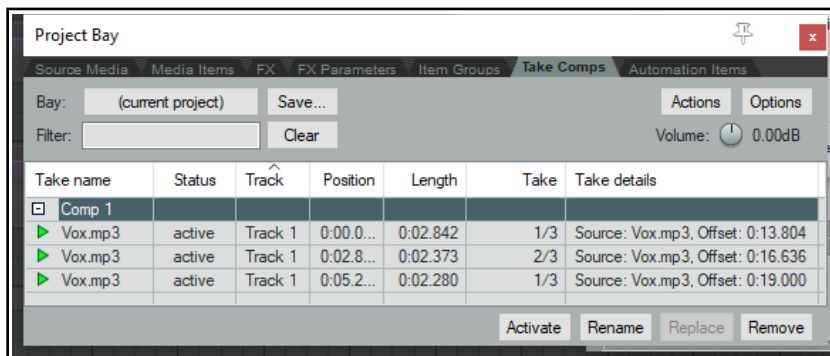 Project Bay
x
Source Media Media Items FX FX Parameters Item Groups Take Comps Automation Items
Bay: (current project) Save... Actions Options
Filter: Clear Volume: 0.00dB
Take name Status Track Position Length Take Take details
Comp 1
Vox.mp3 active Track 1 0:00.0... 0:02.842 1/3 Source: Vox.mp3, Offset: 0:13.804
Vox.mp3 active Track 1 0:02.8... 0:02.373 2/3 Source: Vox.mp3, Offset: 0:16.636
Vox.mp3 active Track 1 0:05.2... 0:02.280 1/3 Source: Vox.mp3, Offset: 0:19.000
Activate Rename Replace Remove